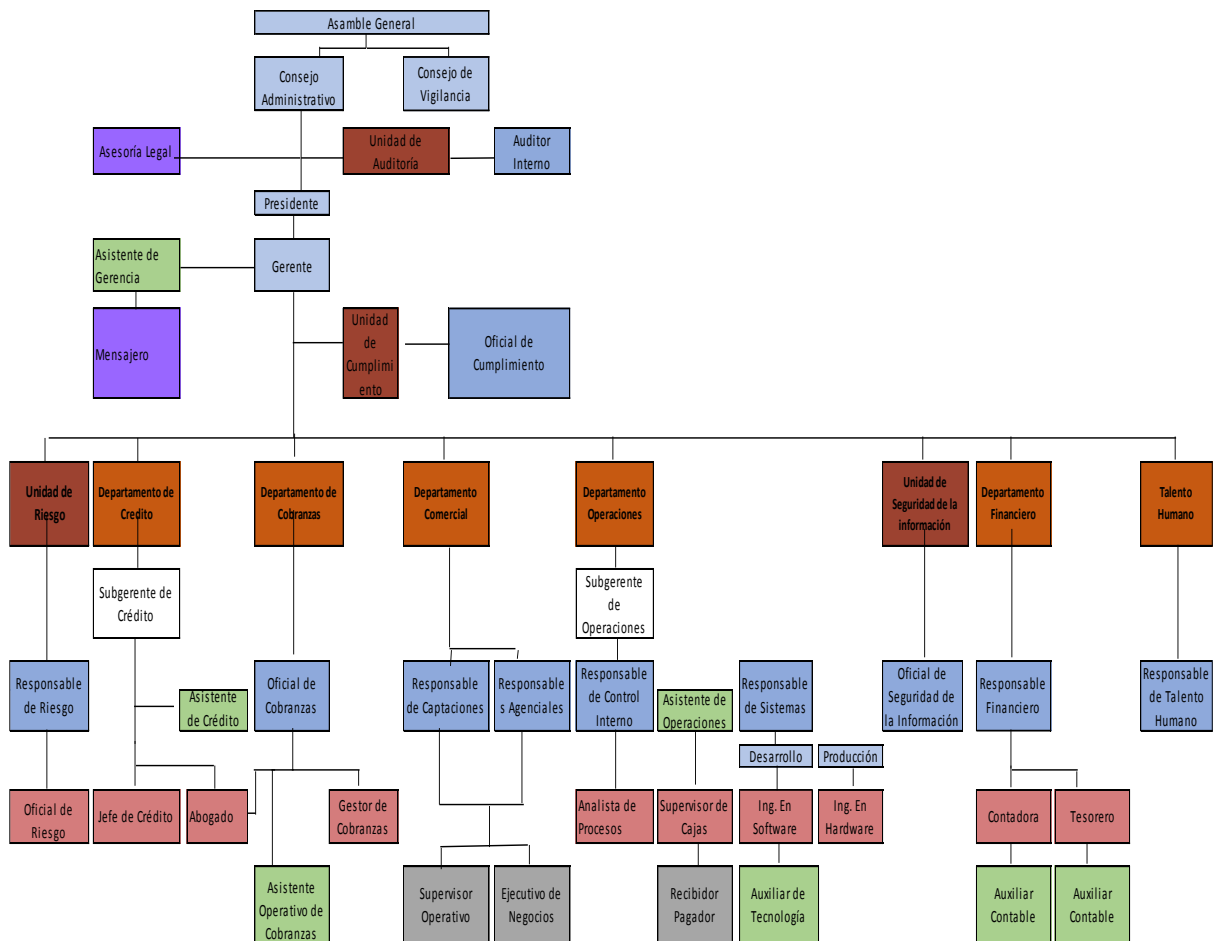 Asamble General
Consejo
Administrativo
Consejo de
Vigilancia
Asesoría Legal
Unidad de
Auditoría
Auditor
Interno
Presidente
Asistente de
Gerencia
Gerente
Mensajero
Unidad
de
Cumplimi
ento
Oficial de
Cumplimiento
Unidad de
Riesgo
Departamento de
Credito
Departamento de
Cobranzas
Departamento
Comercial
Departamento
Operaciones
Unidad de
Seguridad de la
información
Departamento
Financiero
Talento
Humano
Subgerente de
Crédito
Subgerente
de
Operaciones
Responsable
de Riesgo
Asistente
de Crédito
Oficial de
Cobranzas
Responsable
de Captaciones
Responsable
s Agenciales
Responsable
de Control
Interno
Asistente de
Operaciones
Responsable
de Sistemas
Oficial de
Seguridad de
la Información
Responsable
Financiero
Responsable
de Talento
Humano
Desarrollo
Producción
Oficial de
Riesgo
Jefe de Crédito
Abogado
Gestor de
Cobranzas
Analista de
Procesos
Supervisor de
Cajas
Ing. En
Software
Ing. En
Hardware
Contadora
Tesorero
Asistente
Operativo de
Cobranzas
Supervisor
Operativo
Ejecutivo de
Negocios
Recibidor
Pagador
Auxiliar de
Tecnología
Auxiliar
Contable
Auxiliar
Contable